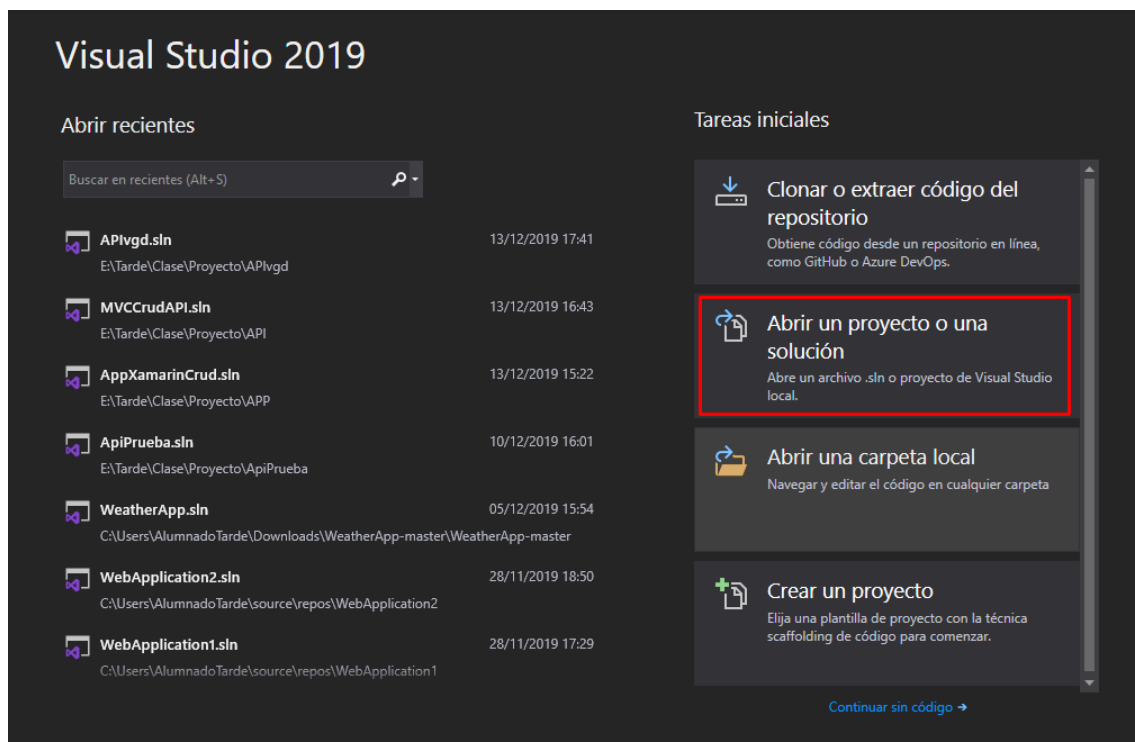 Visual Studio 2019
Abrir recientes
Buscar en recientes (Alt+S)
APIvgd.sln 13/12/2019 17:41
E:\Tarde\Clase\Proyecto\APIvgd
MVCCrudAPI.sln 13/12/2019 16:43
E:\Tarde\Clase\Proyecto\API
AppXamarinCrud.sln 13/12/2019 15:22
E:\Tarde\Clase\Proyecto\APP
ApiPrueba.sln 10/12/2019 16:01
E:\Tarde\Clase\Proyecto\ApiPrueba
WeatherApp.sln 05/12/2019 15:54
C:\Users\AlumnadoTarde\Downloads\WeatherApp-master\WeatherApp-master
WebApplication2.sln 28/11/2019 18:50
C:\Users\AlumnadoTarde\source\repos\WebApplication2
WebApplication1.sln 28/11/2019 17:29
C:\Users\AlumnadoTarde\source\repos\WebApplication1
Tareas iniciales
Clonar o extraer código del
repositorio
Obtiene código desde un repositorio en línea,
como GitHub o Azure DevOps.
Abrir un proyecto o una
solución
Abre un archivo .sln o proyecto de Visual Studio
local.
Abrir una carpeta local
Navegar y editar el código en cualquier carpeta
Crear un proyecto
Elija una plantilla de proyecto con la técnica
scaffolding de código para comenzar.
Continuar sin código →